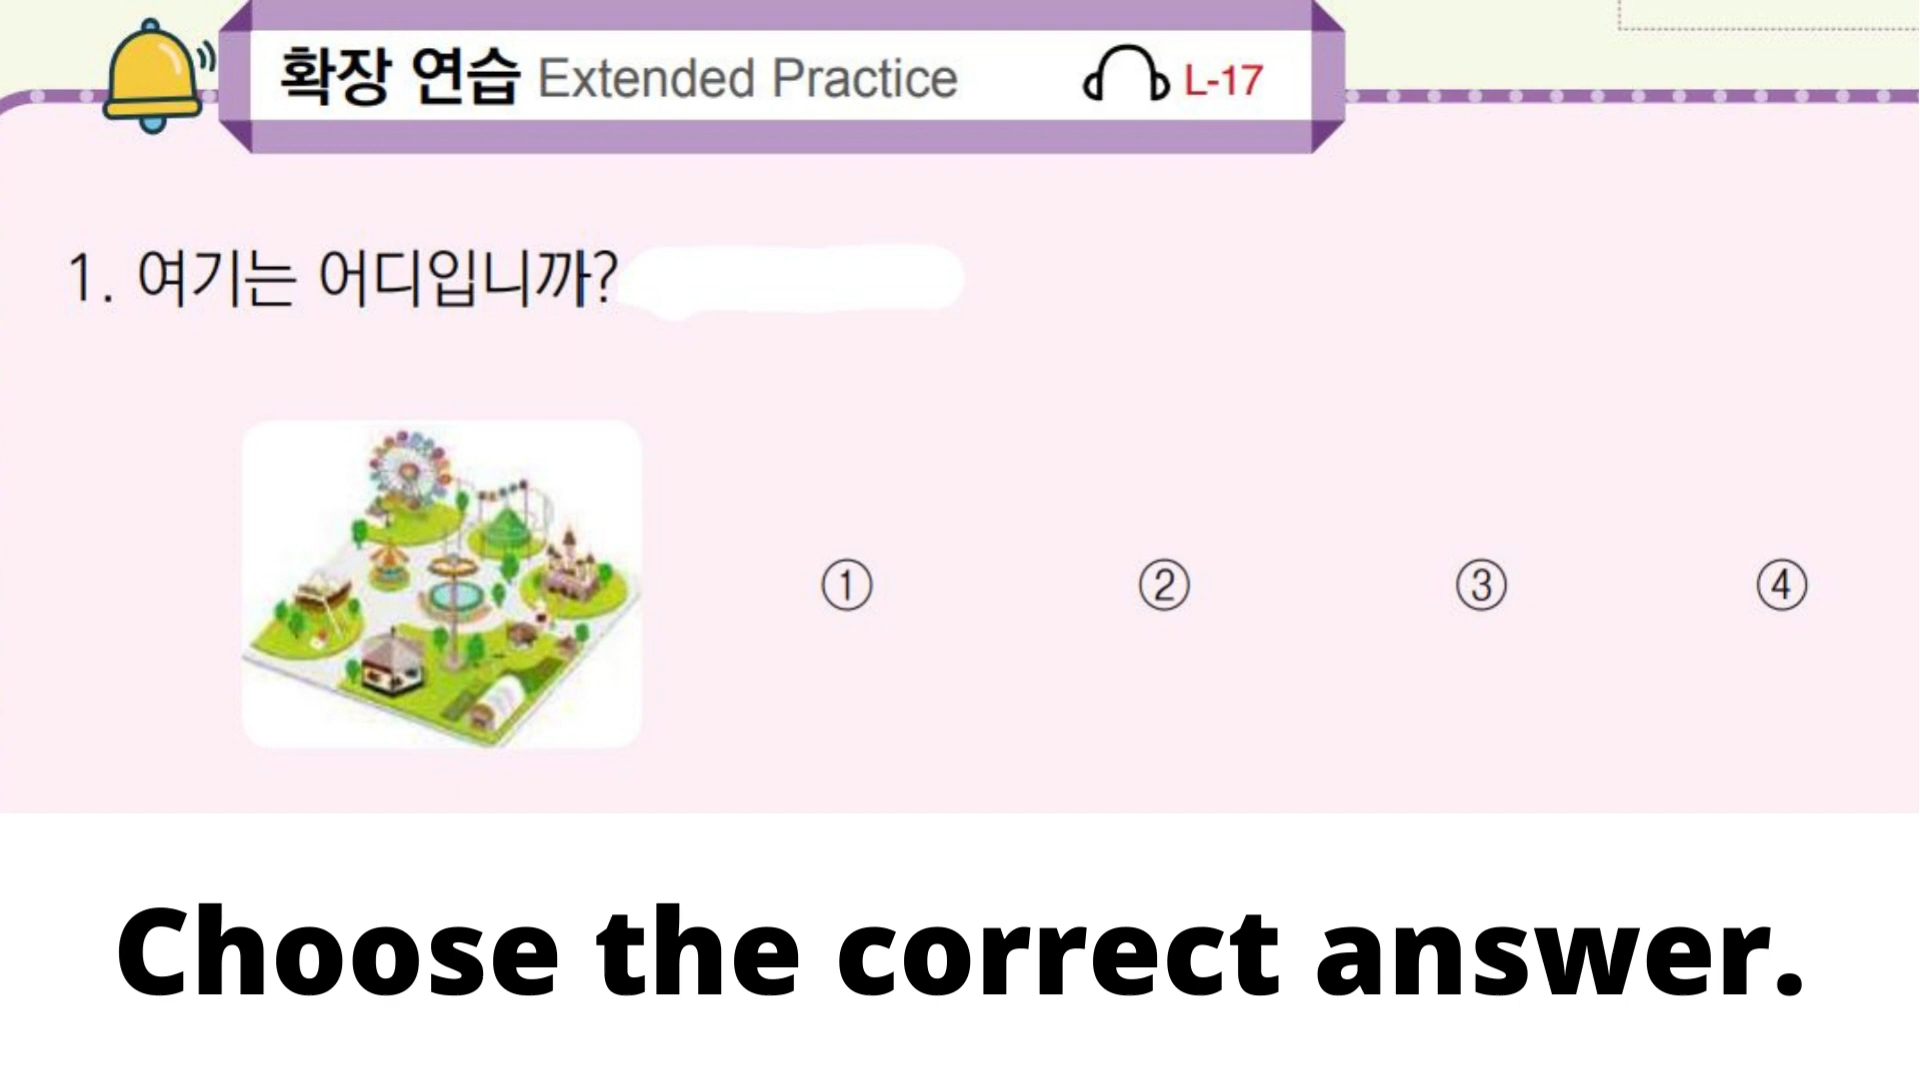 확장 연습 Extended Practice L-17
1. 여기는 어디입니까?
① ② ③ ④
Choose the correct answer.